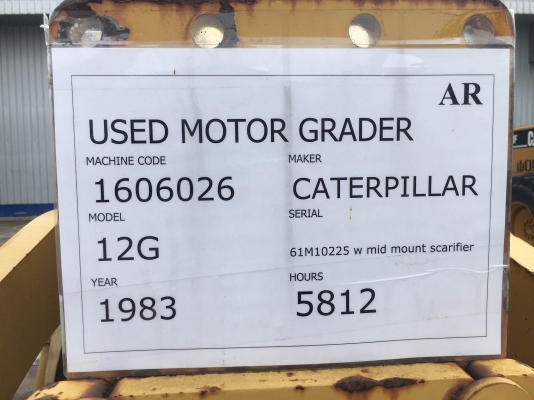 AR
USED MOTOR GRADER
MACHINE CODE MAKER
1606026 CATERPILLAR
MODEL SERIAL
12G 61M10225 w mid mount scarifier
YEAR HOURS
1983 5812